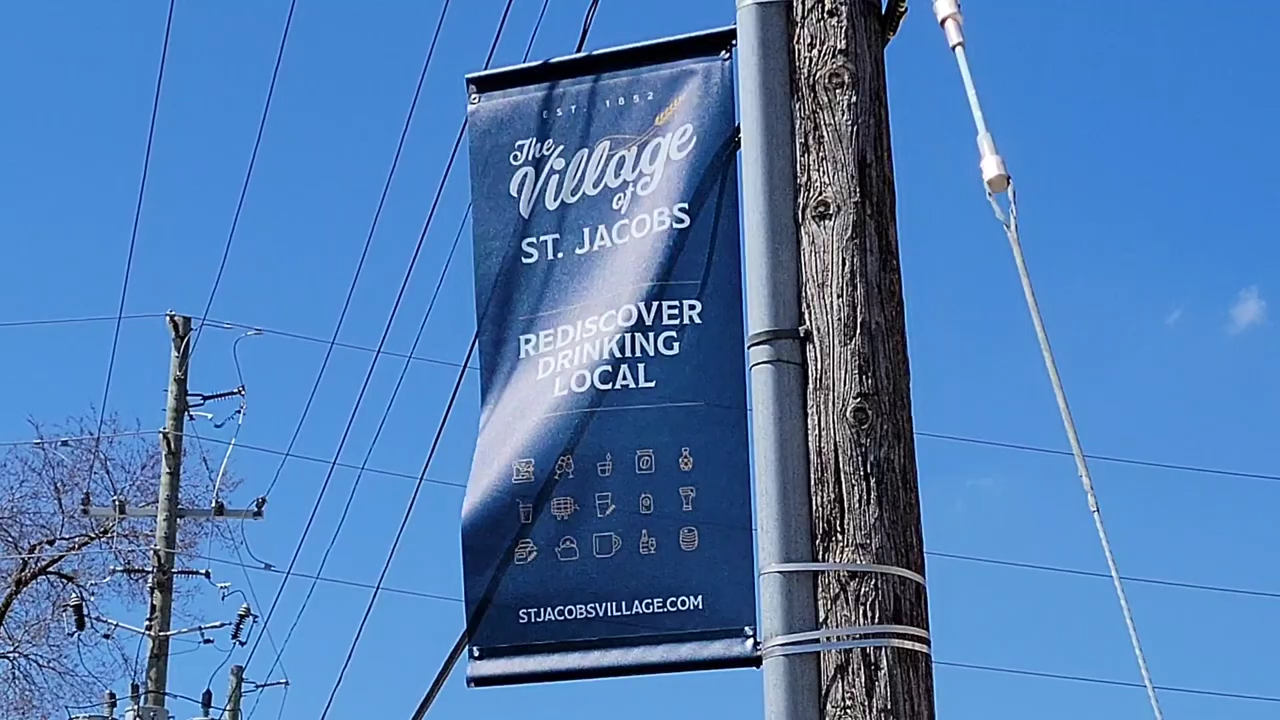 EST. 1852
The
Village
of
ST. JACOBS
REDISCOVER
DRINKING
LOCAL
STJACOBSVILLAGE.COM